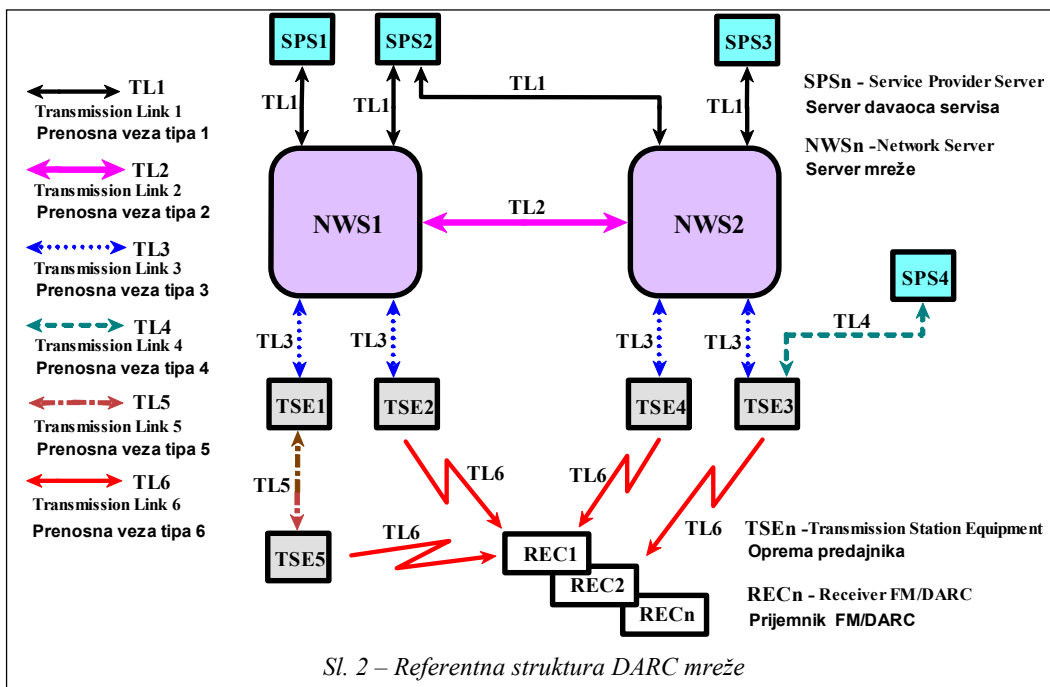 SPS1
SPS2
SPS3
TL1
TL1
TL1
TL1
TL1
Transmission Link 1
Prenosna veza tipa 1
TL2
Transmission Link 2
Prenosna veza tipa 2
TL3
Transmission Link 3
Prenosna veza tipa 3
TL4
Transmission Link 4
Prenosna veza tipa 4
TL5
Transmission Link 5
Prenosna veza tipa 5
TL6
Transmission Link 6
Prenosna veza tipa 6
SPSn - Service Provider Server
Server davaoca servisa
NWSn -Network Server
Server mreže
NWS1
TL2
NWS2
SPS4
TL4
TL3
TL3
TL3
TL3
TSE1
TSE2
TSE4
TSE3
TL5
TL6
TL6
TL6
TL6
TSE5
REC1
REC2
RECn
TSEn -Transmission Station Equipment
Oprema predajnika
RECn - Receiver FM/DARC
Prijemnik FM/DARC
Sl. 2 – Referentna struktura DARC mreže